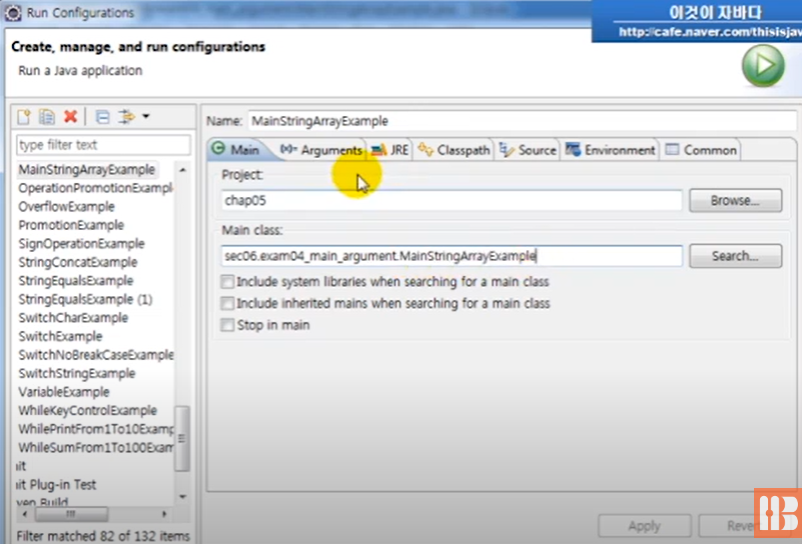 Run Configurations
이것이 자바다
http://cafe.naver.com/thisisjav
Create, manage, and run configurations
Run a Java application
type filter text
MainStringArrayExample
OperationPromotionExampl
OverflowExample
PromotionExample
SignOperationExample
StringConcatExample
StringEqualsExample
StringEqualsExample (1)
SwitchCharExample
SwitchExample
SwitchNoBreakCaseExample
SwitchStringExample
VariableExample
WhileKeyControlExample
WhilePrintFrom1To10Examp
WhileSumFrom1To100Exam
it
it Plug-in Test
ven Build
Filter matched 82 of 132 items
Name: MainStringArrayExample
Main Arguments JRE Classpath Source Environment Common
Project:
chap05 Browse...
Main class:
sec06.exam04_main_argument.MainStringArrayExample Search...
Include system libraries when searching for a main class
Include inherited mains when searching for a main class
Stop in main
Apply Reve